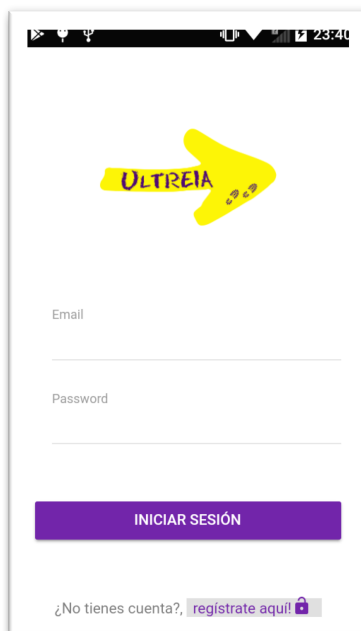 23:40
ULTREIA
Email
Password
INICIAR SESIÓN
¿No tienes cuenta?, regístrate aquí!